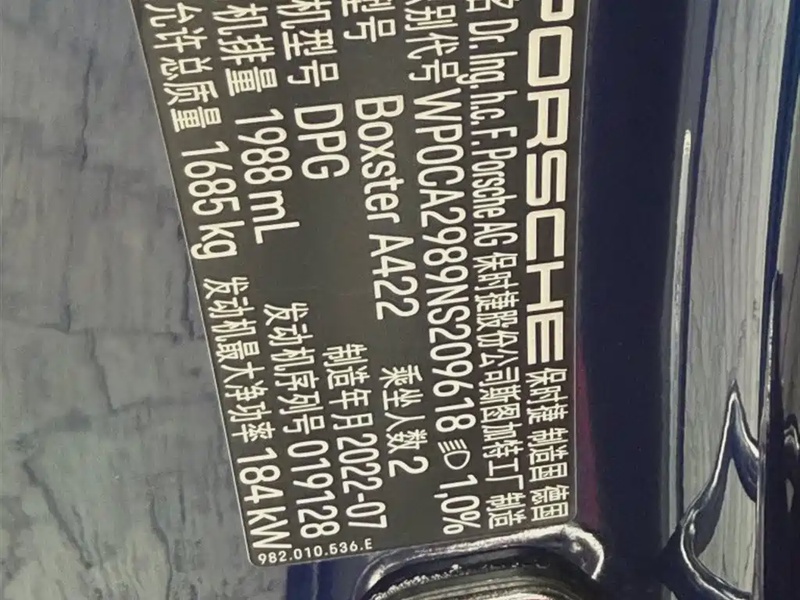 PORSCHE 保时捷 制造国 德国
名 Dr. Ing. h.c. F. Porsche AG 保时捷股份公司斯图加特工厂制造
识别代号 WP0CA2989NS209618 1,0%
型号 Boxster A422 乘坐人数 2
机型号 DPG 制造年月 2022-07
机排量 1988 mL 发动机序列号 019128
允许总质量 1685 kg 发动机最大净功率 184 kW
982.010.536.E